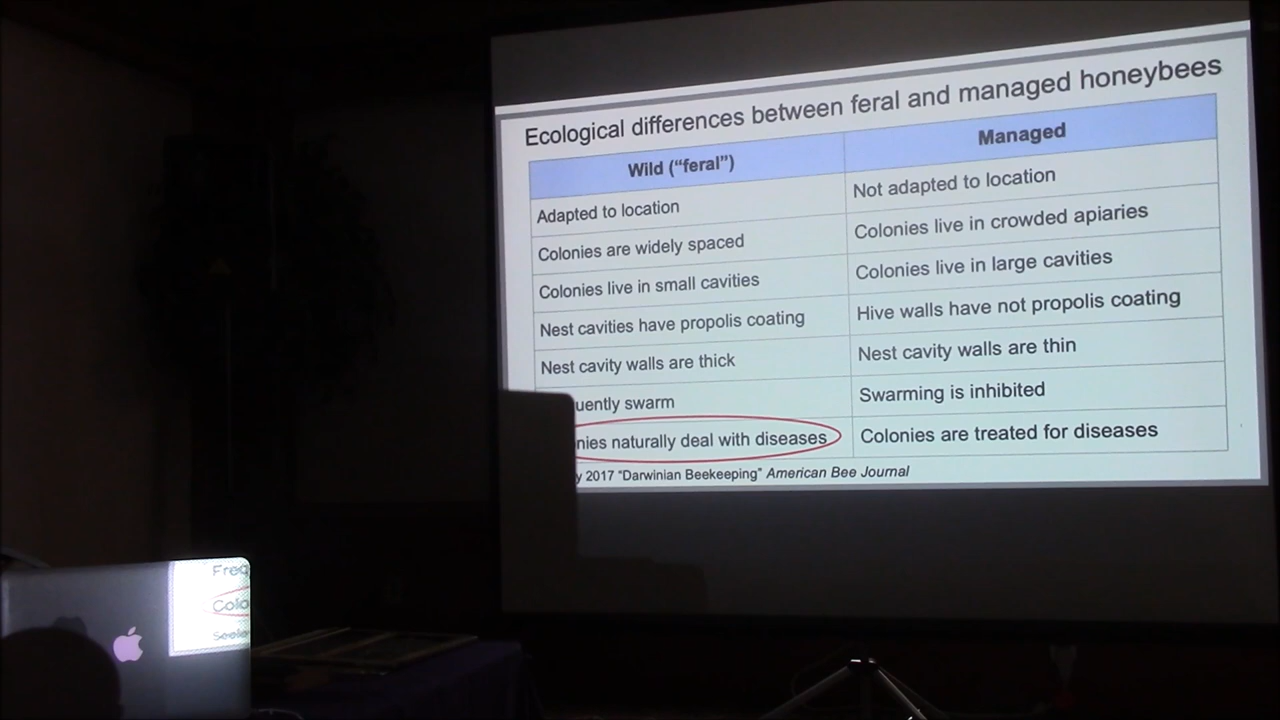 Ecological differences between feral and managed honeybees
Wild (“feral”) Managed
Adapted to location Not adapted to location
Colonies are widely spaced Colonies live in crowded apiaries
Colonies live in small cavities Colonies live in large cavities
Nest cavities have propolis coating Hive walls have not propolis coating
Nest cavity walls are thick Nest cavity walls are thin
uently swarm Swarming is inhibited
nies naturally deal with diseases Colonies are treated for diseases
y 2017 "Darwinian Beekeeping" American Bee Journal
Freq
Colo
Seele